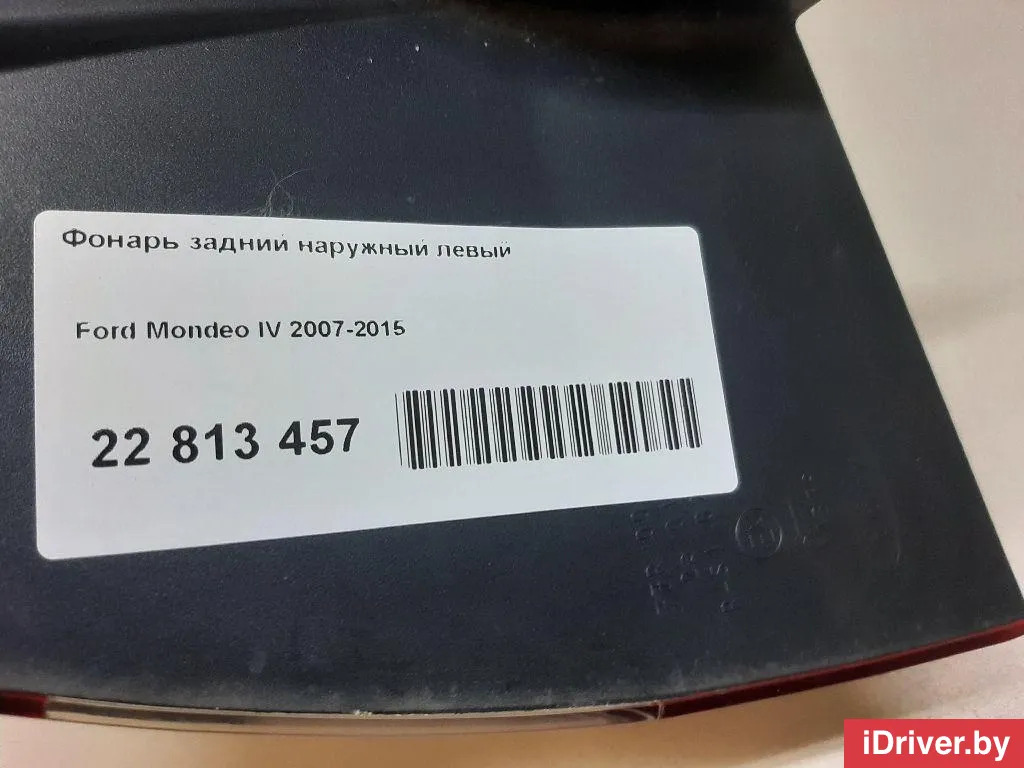 Фонарь задний наружный левый
Ford Mondeo IV 2007-2015
22 813 457
iDriver.by